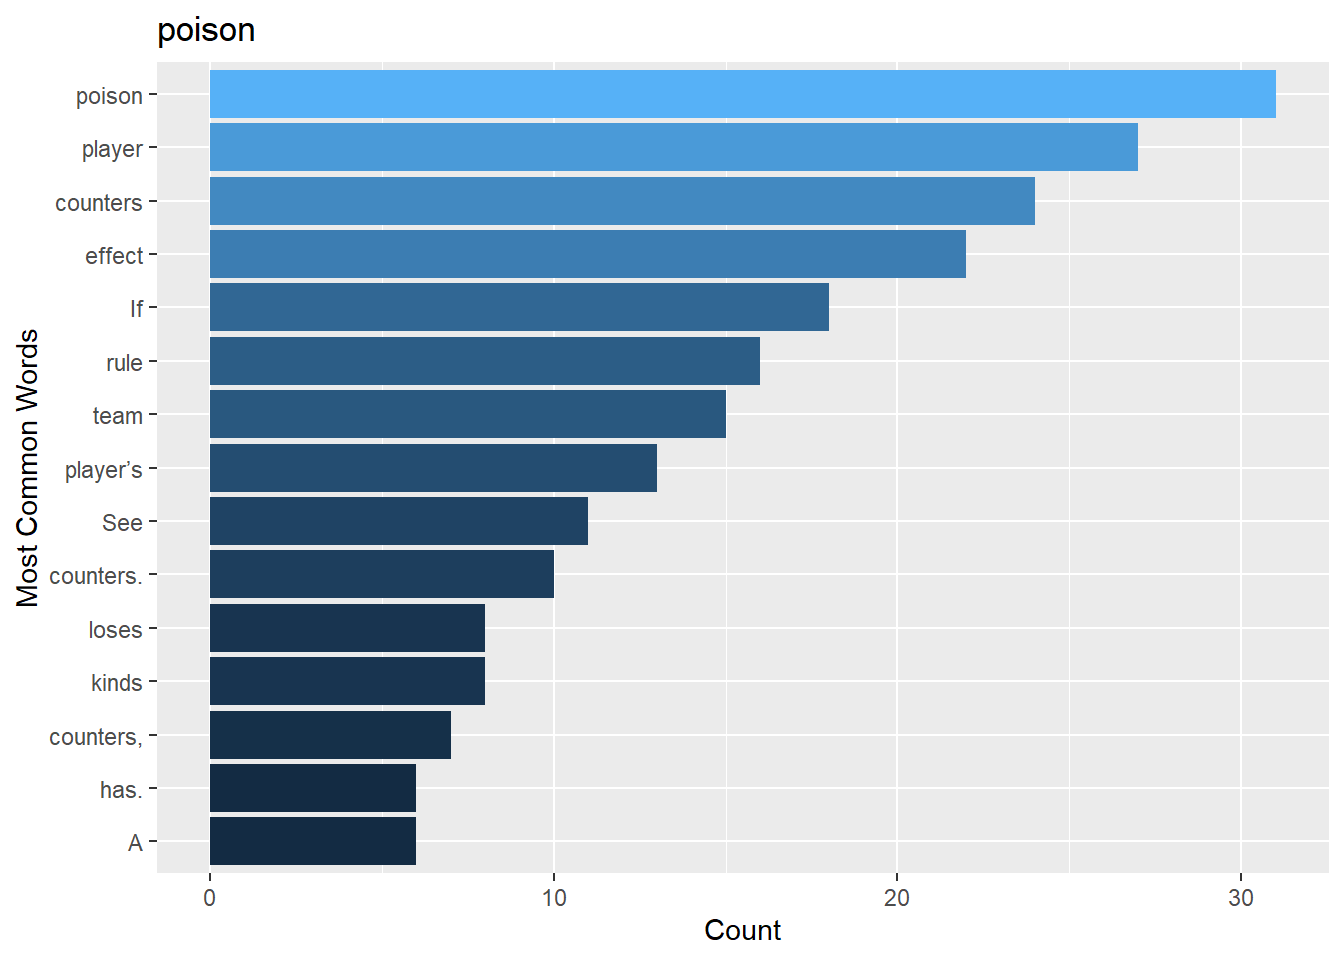 poison
poison
player
counters
effect
If
rule
team
player’s
See
counters.
loses
kinds
counters,
has.
A
Most Common Words
0 10 20 30
Count